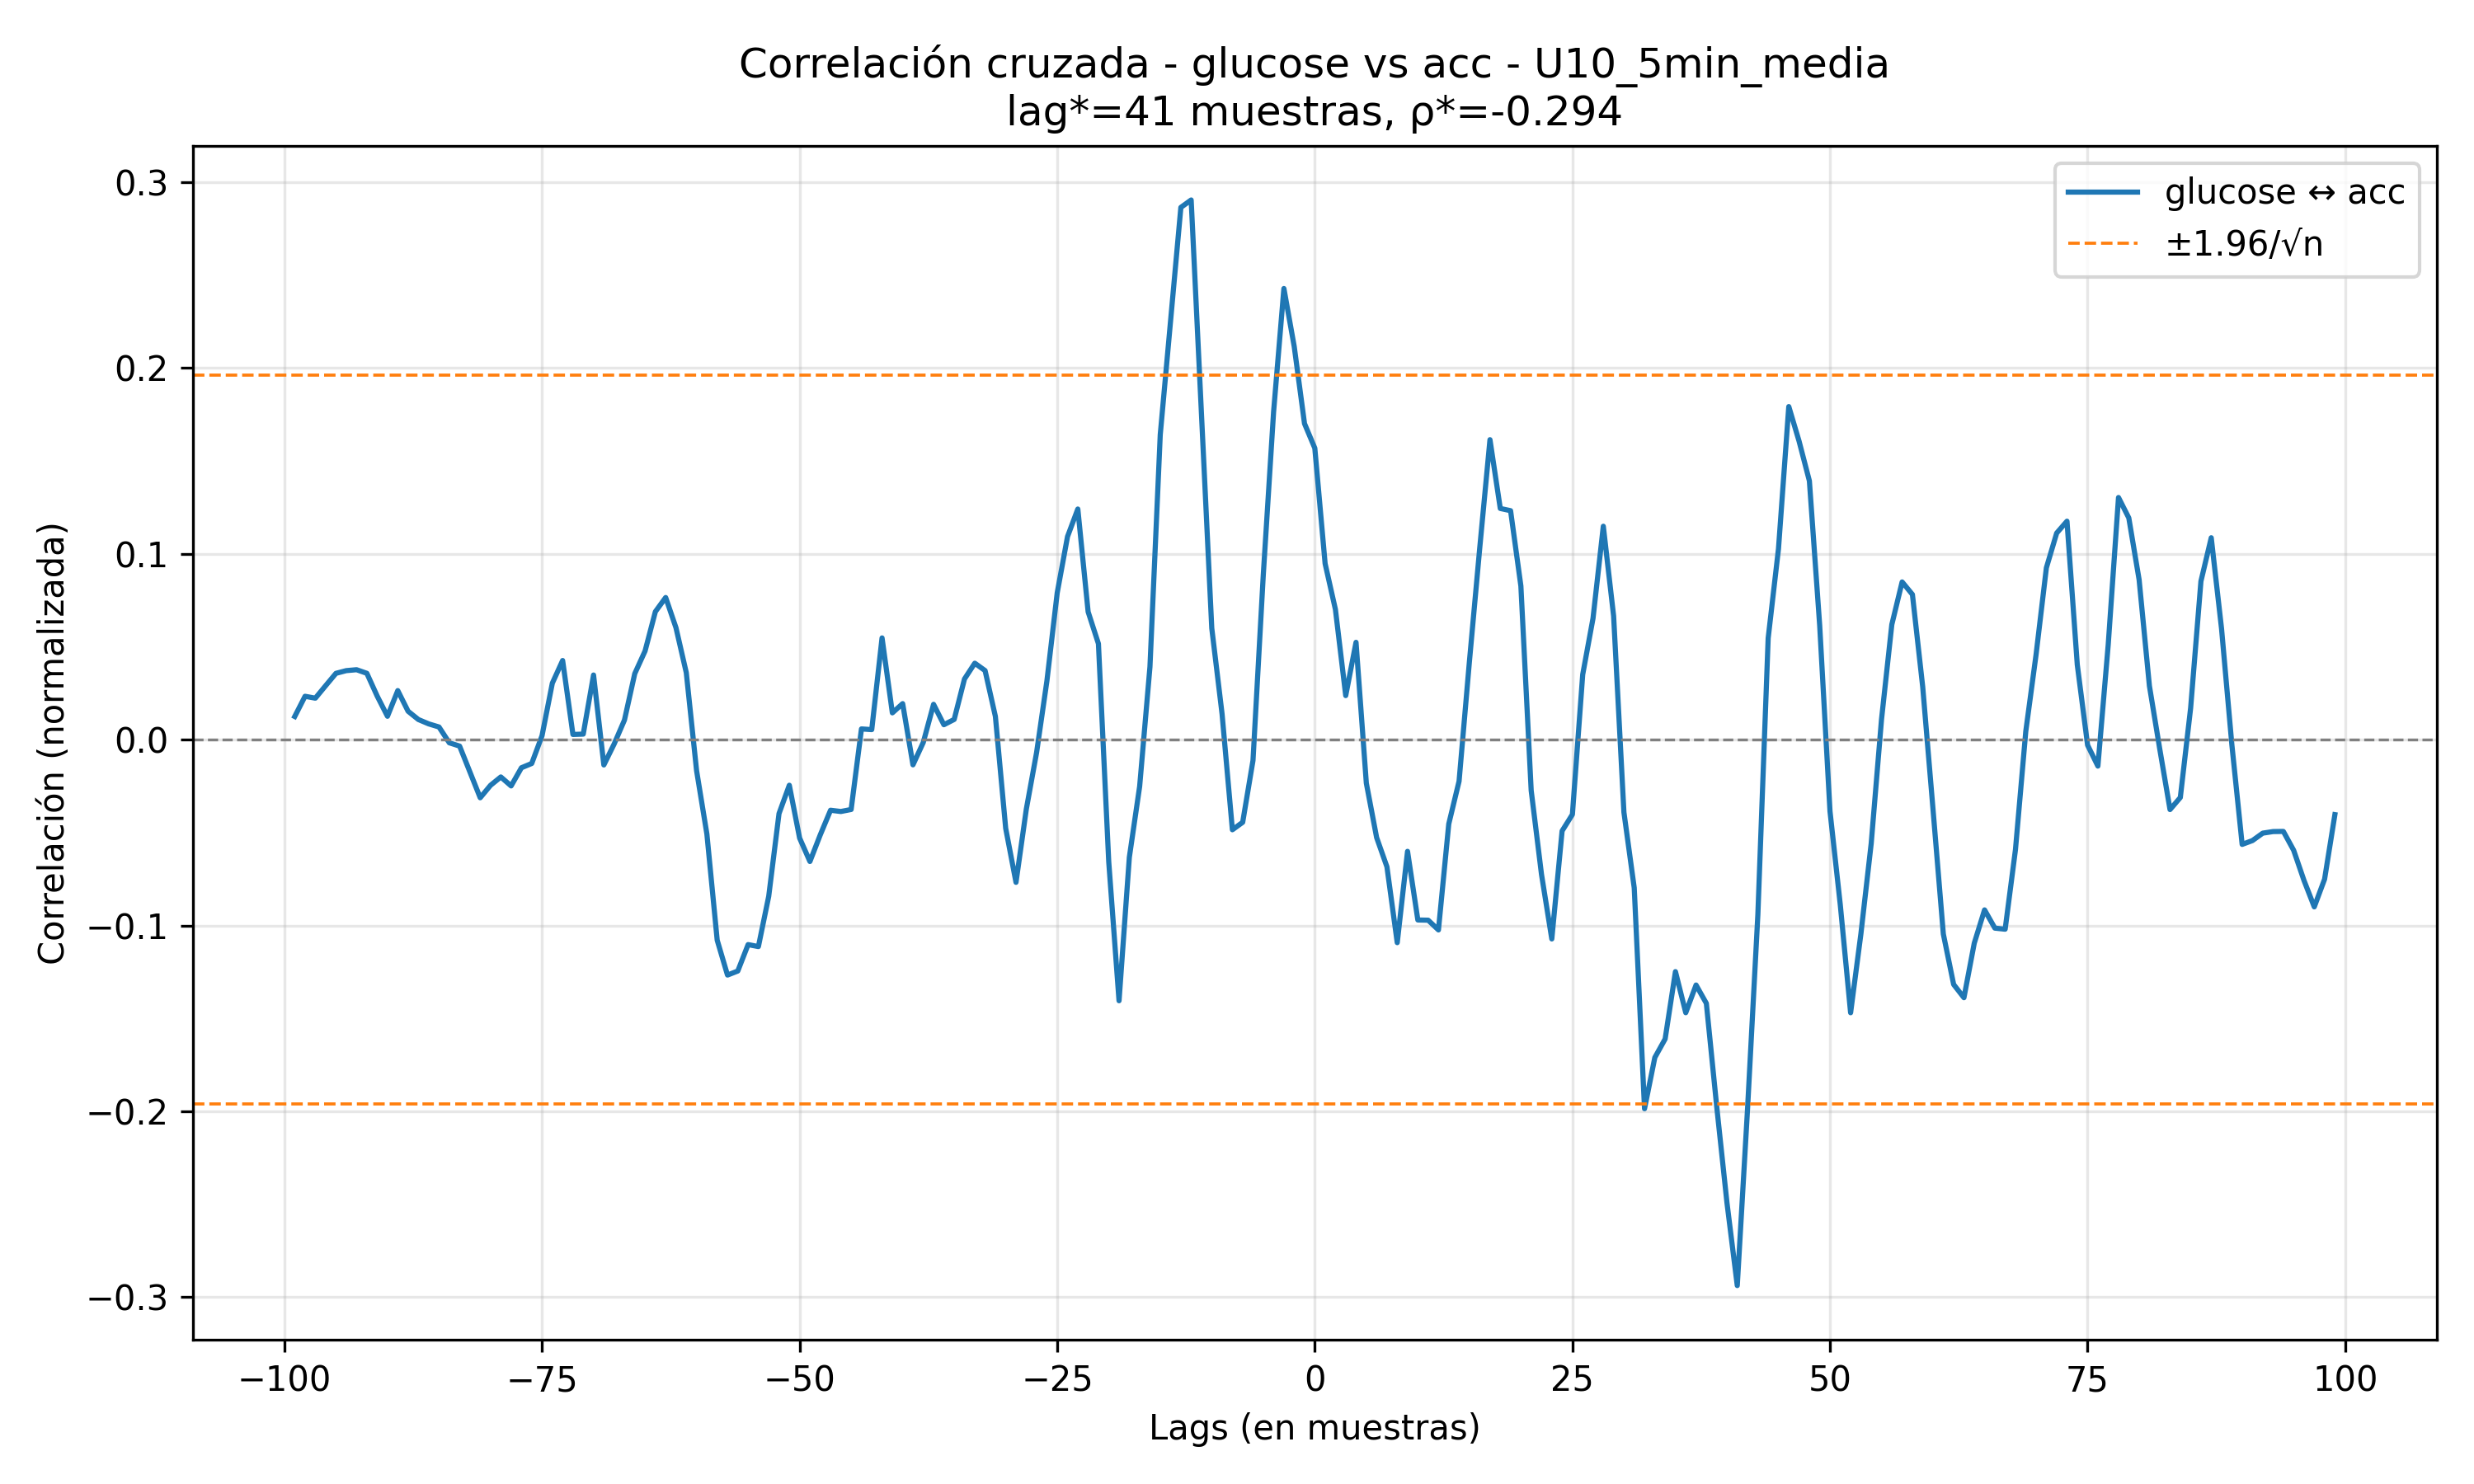 Correlación cruzada - glucose vs acc - U10_5min_media
lag*=41 muestras, ρ*=-0.294
glucose ↔ acc
±1.96/√n
Correlación (normalizada)
0.3
0.2
0.1
0.0
−0.1
−0.2
−0.3
−100
−75
−50
−25
0
25
50
75
100
Lags (en muestras)